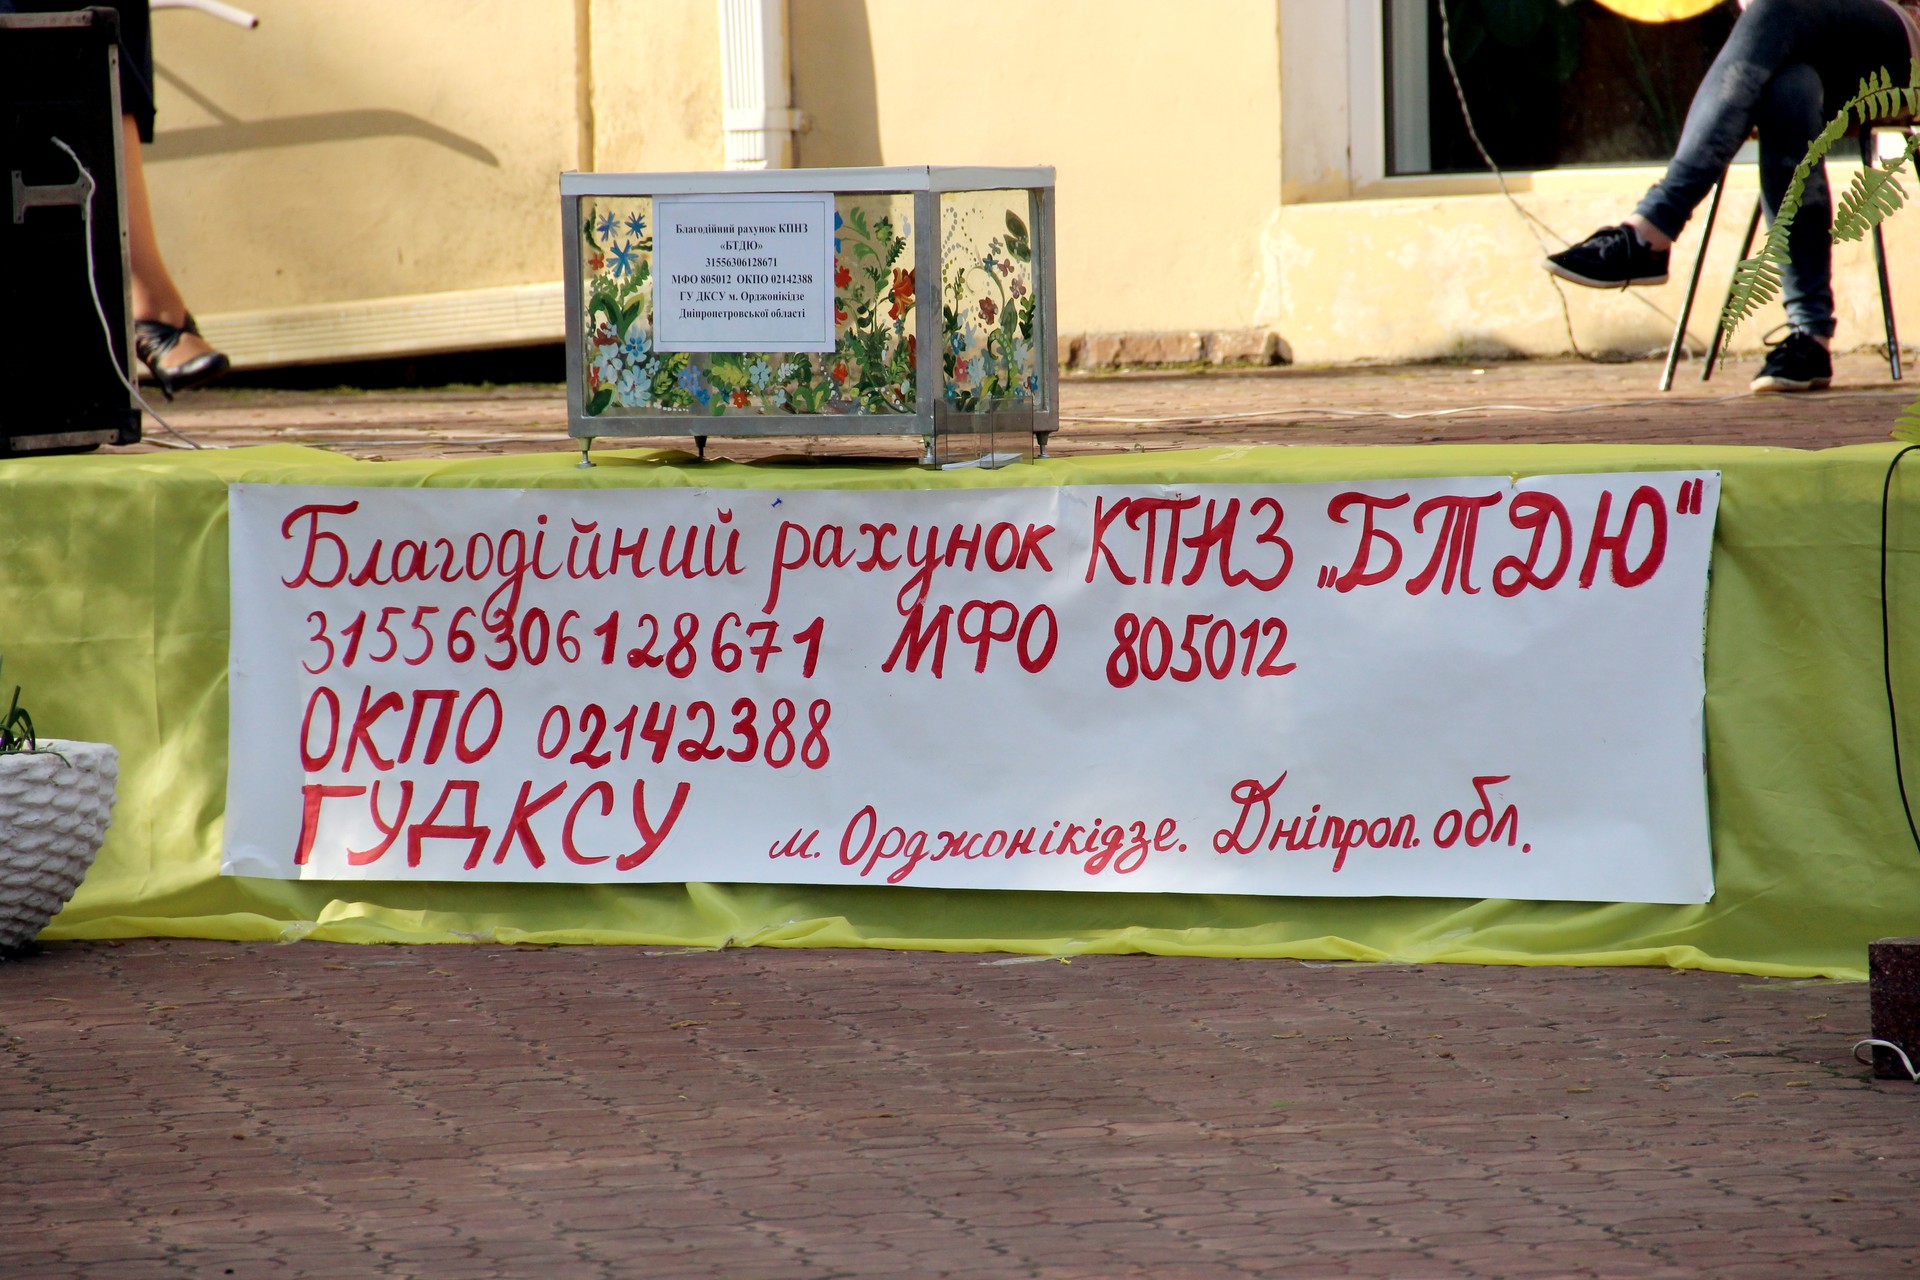 Благодійний рахунок КПНЗ
«БТДЮ»
31556306128671
МФО 805012 ОКПО 02142388
ГУ ДКСУ м. Орджонікідзе
Дніпропетровської області
Благодійний рахунок КПНЗ „БТДЮ“
31556306128671 МФО 805012
ОКПО 02142388
ГУДКСУ м. Орджонікідзе. Дніпроп. обл.